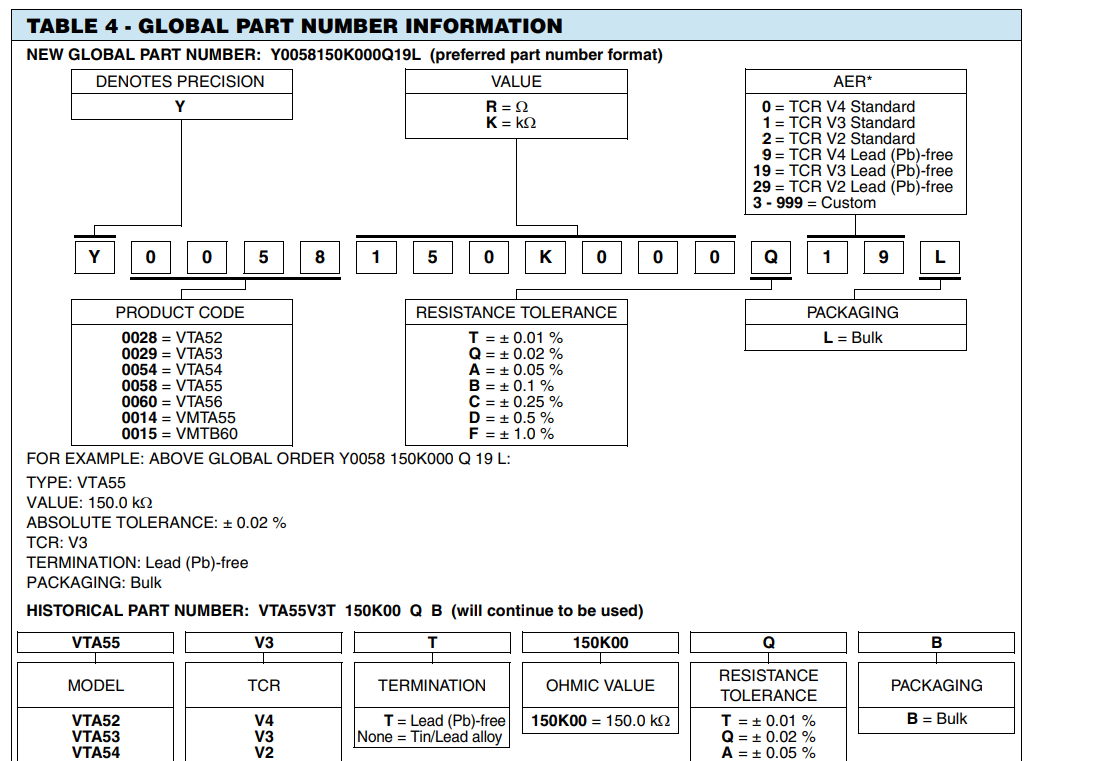 TABLE 4 - GLOBAL PART NUMBER INFORMATION
NEW GLOBAL PART NUMBER: Y0058150K000Q19L (preferred part number format)
DENOTES PRECISION
Y
VALUE
R = Ω
K = kΩ
AER*
0 = TCR V4 Standard
1 = TCR V3 Standard
2 = TCR V2 Standard
9 = TCR V4 Lead (Pb)-free
19 = TCR V3 Lead (Pb)-free
29 = TCR V2 Lead (Pb)-free
3 - 999 = Custom
Y 0 0 5 8 1 5 0 K 0 0 0 Q 1 9 L
PRODUCT CODE
0028 = VTA52
0029 = VTA53
0054 = VTA54
0058 = VTA55
0060 = VTA56
0014 = VMTA55
0015 = VMTB60
RESISTANCE TOLERANCE
T = ± 0.01 %
Q = ± 0.02 %
A = ± 0.05 %
B = ± 0.1 %
C = ± 0.25 %
D = ± 0.5 %
F = ± 1.0 %
PACKAGING
L = Bulk
FOR EXAMPLE: ABOVE GLOBAL ORDER Y0058 150K000 Q 19 L:
TYPE: VTA55
VALUE: 150.0 kΩ
ABSOLUTE TOLERANCE: ± 0.02 %
TCR: V3
TERMINATION: Lead (Pb)-free
PACKAGING: Bulk
HISTORICAL PART NUMBER: VTA55V3T 150K00 Q B (will continue to be used)
VTA55 V3 T 150K00 Q B
MODEL
VTA52
VTA53
VTA54
TCR
V4
V3
V2
TERMINATION
T = Lead (Pb)-free
None = Tin/Lead alloy
OHMIC VALUE
150K00 = 150.0 kΩ
RESISTANCE
TOLERANCE
T = ± 0.01 %
Q = ± 0.02 %
A = ± 0.05 %
PACKAGING
B = Bulk